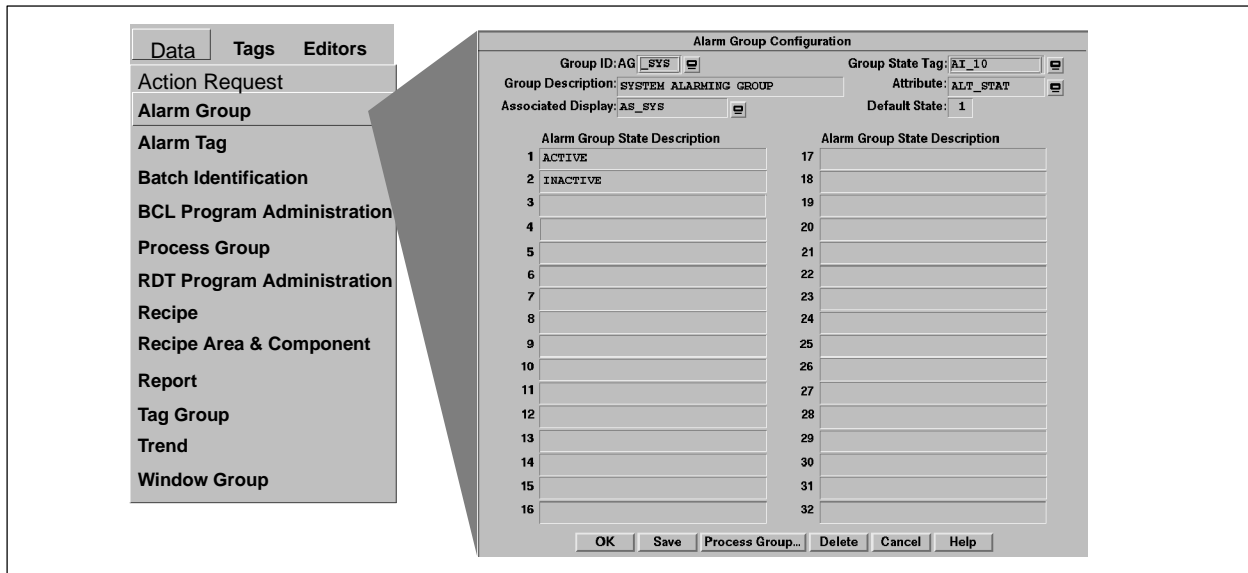 Data Tags Editors
Action Request
Alarm Group
Alarm Tag
Batch Identification
BCL Program Administration
Process Group
RDT Program Administration
Recipe
Recipe Area & Component
Report
Tag Group
Trend
Window Group
Alarm Group Configuration
Group ID: AG _SYS Group State Tag: AI_10
Group Description: SYSTEM ALARMING GROUP Attribute: ALT_STAT
Associated Display: AS_SYS Default State: 1
Alarm Group State Description Alarm Group State Description
1 ACTIVE 17
2 INACTIVE 18
3 19
4 20
5 21
6 22
7 23
8 24
9 25
10 26
11 27
12 28
13 29
14 30
15 31
16 32
OK Save Process Group... Delete Cancel Help